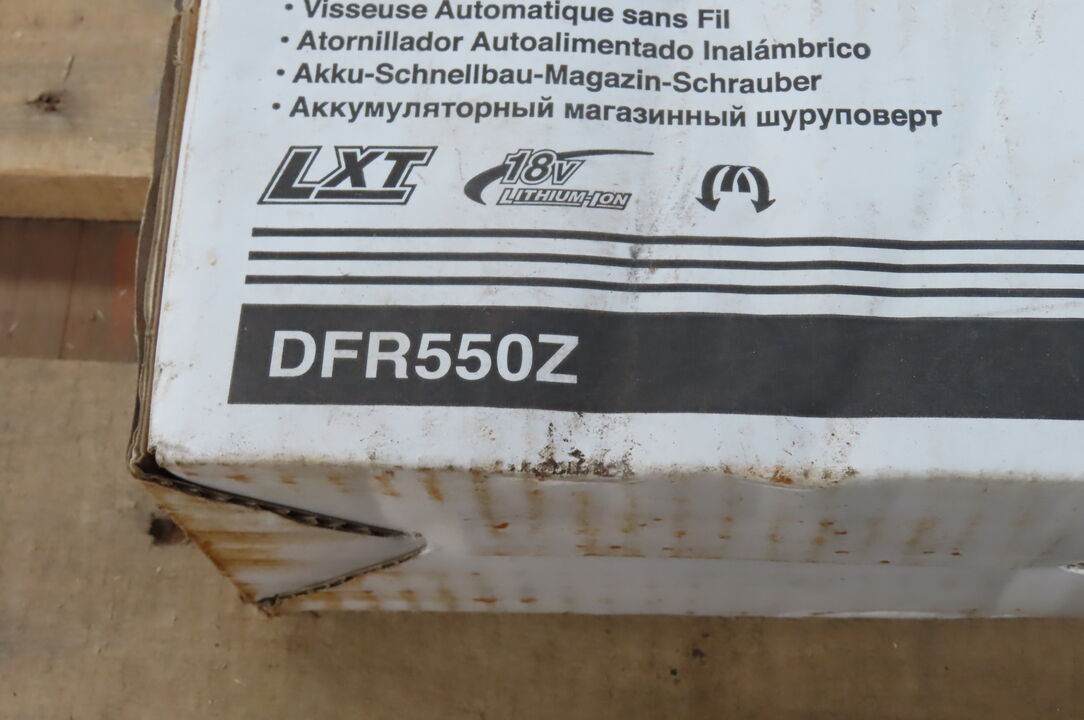 • Visseuse Automatique sans Fil
• Atornillador Autoalimentado Inalámbrico
• Akku-Schnellbau-Magazin-Schrauber
• Аккумуляторный магазинный шуруповерт
LXT
18V
LITHIUM-ION
DFR550Z